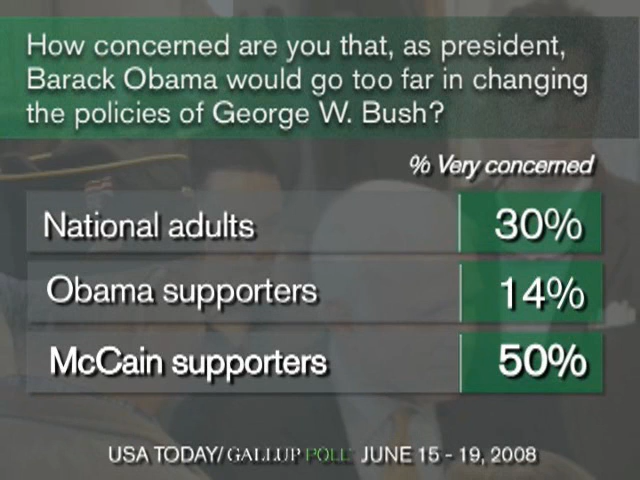 How concerned are you that, as president,
Barack Obama would go too far in changing
the policies of George W. Bush?
% Very concerned
National adults 30%
Obama supporters 14%
McCain supporters 50%
USA TODAY/GALLUP POLL JUNE 15 - 19, 2008